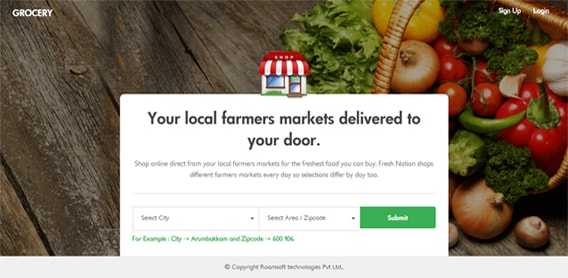 GROCERY
Sign Up Login
SHOP
Your local farmers markets delivered to
your door.
Shop online direct from your local farmers markets for the freshest food you can buy. Fresh Nation shops
different farmers markets every day so selections differ by day too.
Select City Select Area / Zipcode Submit
For Example : City → Arumbakkam and Zipcode → 600 106.
© Copyright Roamsoft technologies Pvt Ltd.,